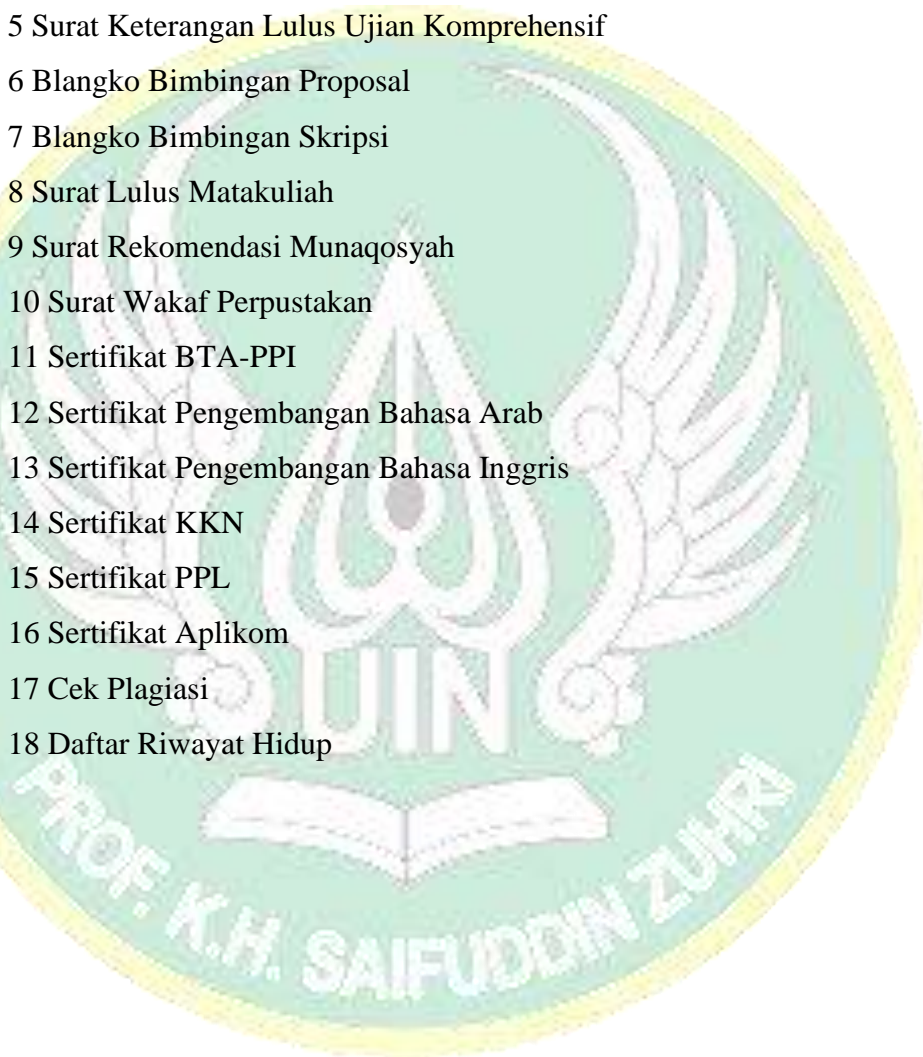 5 Surat Keterangan Lulus Ujian Komprehensif
6 Blangko Bimbingan Proposal
7 Blangko Bimbingan Skripsi
8 Surat Lulus Matakuliah
9 Surat Rekomendasi Munaqosyah
10 Surat Wakaf Perpustakan
11 Sertifikat BTA-PPI
12 Sertifikat Pengembangan Bahasa Arab
13 Sertifikat Pengembangan Bahasa Inggris
14 Sertifikat KKN
15 Sertifikat PPL
16 Sertifikat Aplikom
17 Cek Plagiasi
18 Daftar Riwayat Hidup
UIN
PROF. K.H. SAIFUDDIN ZUHRI